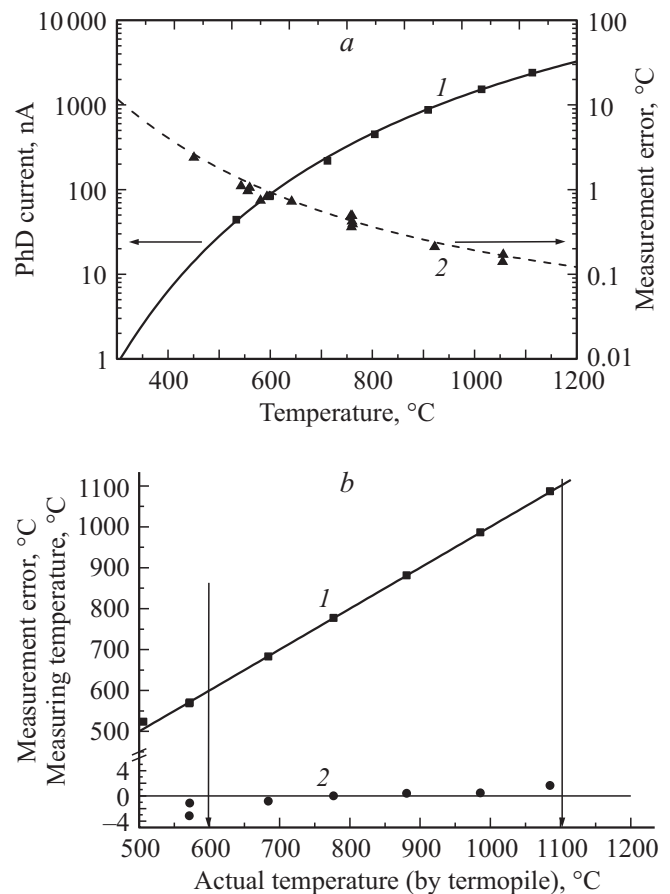 a
10 000
1000
100
10
1
PhD current, nA
100
10
1
0.1
0.01
Measurement error, °C
1
2
400 600 800 1000 1200
Temperature, °C
b
Measurement error, °C
Measuring temperature, °C
1100
1000
900
800
700
600
500
4
0
–4
1
2
500 600 700 800 900 1000 1100 1200
Actual temperature (by termopile), °C